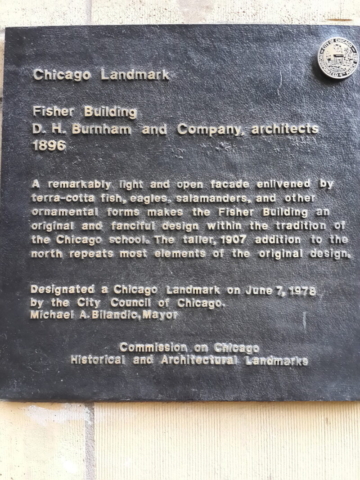 Chicago Landmark
Fisher Building
D. H. Burnham and Company, architects
1896
A remarkably light and open facade enlivened by
terra-cotta fish, eagles, salamanders, and other
ornamental forms makes the Fisher Building an
original and fanciful design within the tradition of
the Chicago school. The taller, 1907 addition to the
north repeats most elements of the original design.
Designated a Chicago Landmark on June 7, 1978
by the City Council of Chicago.
Michael A. Bilandic, Mayor
Commission on Chicago
Historical and Architectural Landmarks